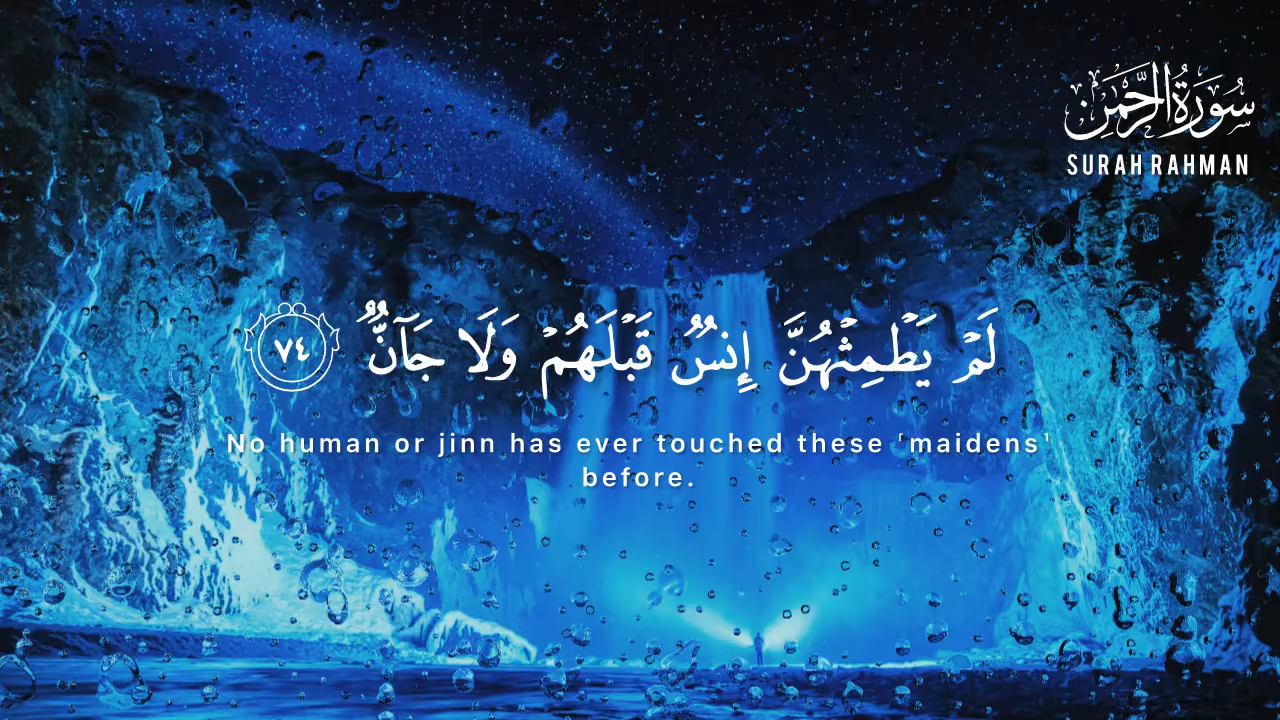 سُورَةُ الرَّحْمَٰن
SURAH RAHMAN
لَمْ يَطْمِثْهُنَّ إِنسٌ قَبْلَهُمْ وَلَا جَآنٌّ ٧٤
No human or jinn has ever touched these ˹maidens˺
before.